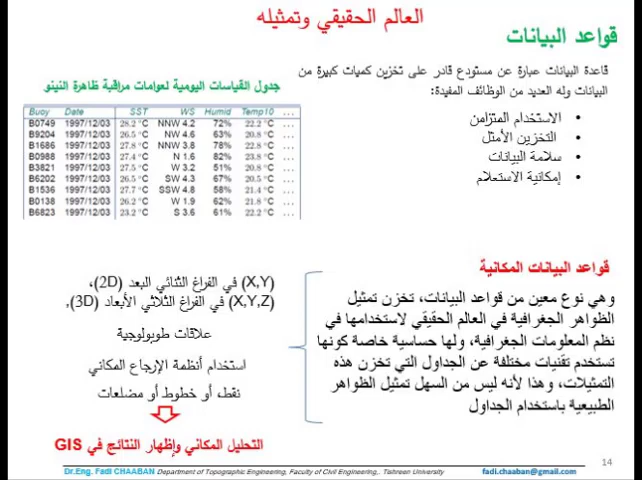 العالم الحقيقي وتمثيله
قواعد البيانات
قاعدة البيانات عبارة عن مستودع قادر على تخزين كميات كبيرة من
البيانات وله العديد من الوظائف المفيدة:
• الاستخدام المتزامن
• التخزين الأمثل
• سلامة البيانات
• إمكانية الاستعلام
جدول القياسات اليومية لعوامات مراقبة ظاهرة النينو
Buoy Date SST WS Humid Temp10 ...
B0749 1997/12/03 28.2 °C NNW 4.2 72% 22.2 °C ...
B9204 1997/12/03 26.5 °C NW 4.6 63% 20.8 °C ...
B1686 1997/12/03 27.8 °C NNW 3.8 78% 22.8 °C ...
B0988 1997/12/03 27.4 °C N 1.6 82% 23.8 °C ...
B3821 1997/12/03 27.5 °C W 3.2 51% 20.8 °C ...
B6202 1997/12/03 26.5 °C SW 4.3 67% 20.5 °C ...
B1536 1997/12/03 27.7 °C SSW 4.8 58% 21.4 °C ...
B0138 1997/12/03 26.2 °C W 1.9 62% 21.8 °C ...
B6823 1997/12/03 23.2 °C S 3.6 61% 22.2 °C ...
قواعد البيانات المكانية
وهي نوع معين من قواعد البيانات، تخزن تمثيل
الظواهر الجغرافية في العالم الحقيقي لاستخدامها في
نظم المعلومات الجغرافية، ولها حساسية خاصة كونها
تستخدم تقنيات مختلفة عن الجداول التي تخزن هذه
التمثيلات، وهذا لأنه ليس من السهل تمثيل الظواهر
الطبيعية باستخدام الجداول
(X,Y) في الفراغ الثنائي البعد (2D)،
(X,Y,Z) في الفراغ الثلاثي الأبعاد (3D),
علاقات طوبولوجية
استخدام أنظمة الإرجاع المكاني
نقط، أو خطوط أو مضلعات
التحليل المكاني وإظهار النتائج في GIS
14
Dr.Eng. Fadi CHAABAN Department of Topographic Engineering, Faculty of Civil Engineering,. Tishreen University fadi.chaaban@gmail.com